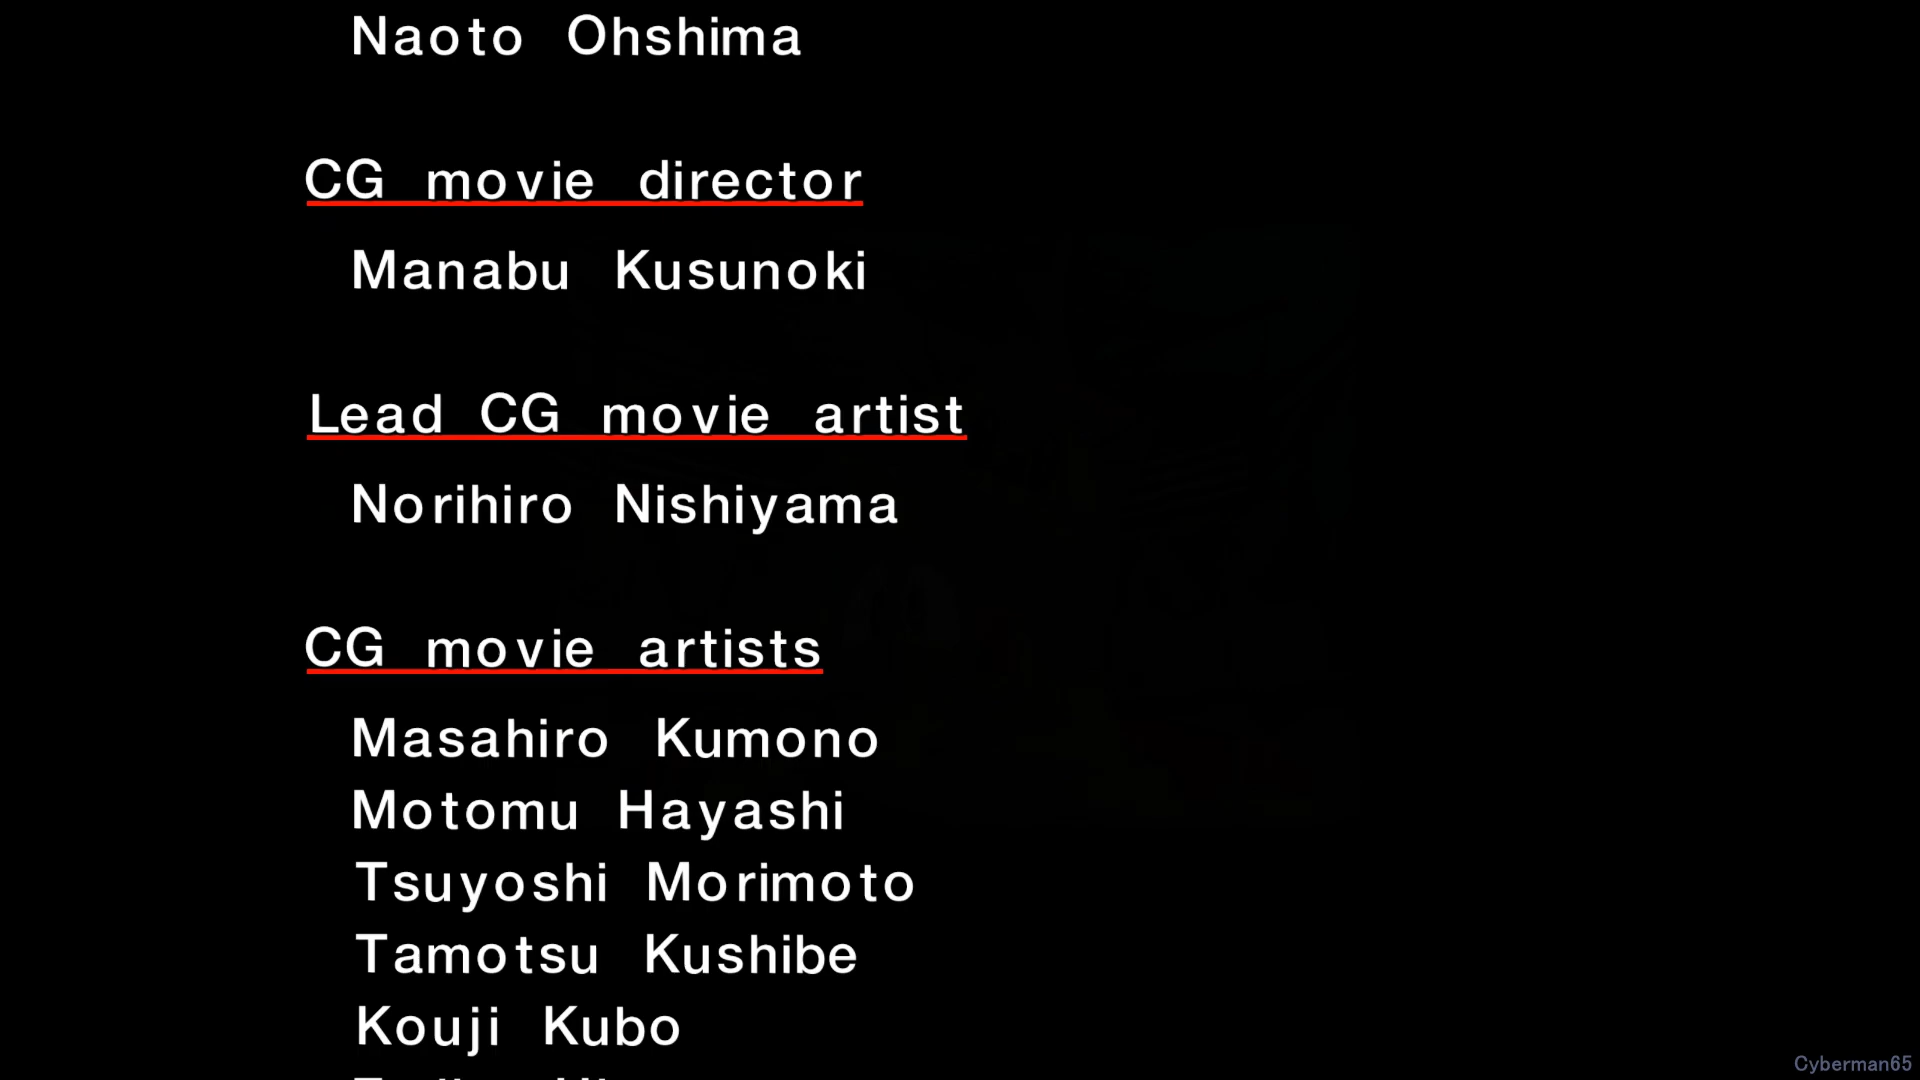 Naoto Ohshima
CG movie director
Manabu Kusunoki
Lead CG movie artist
Norihiro Nishiyama
CG movie artists
Masahiro Kumono
Motomu Hayashi
Tsuyoshi Morimoto
Tamotsu Kushibe
Kouji Kubo
Cyberman65